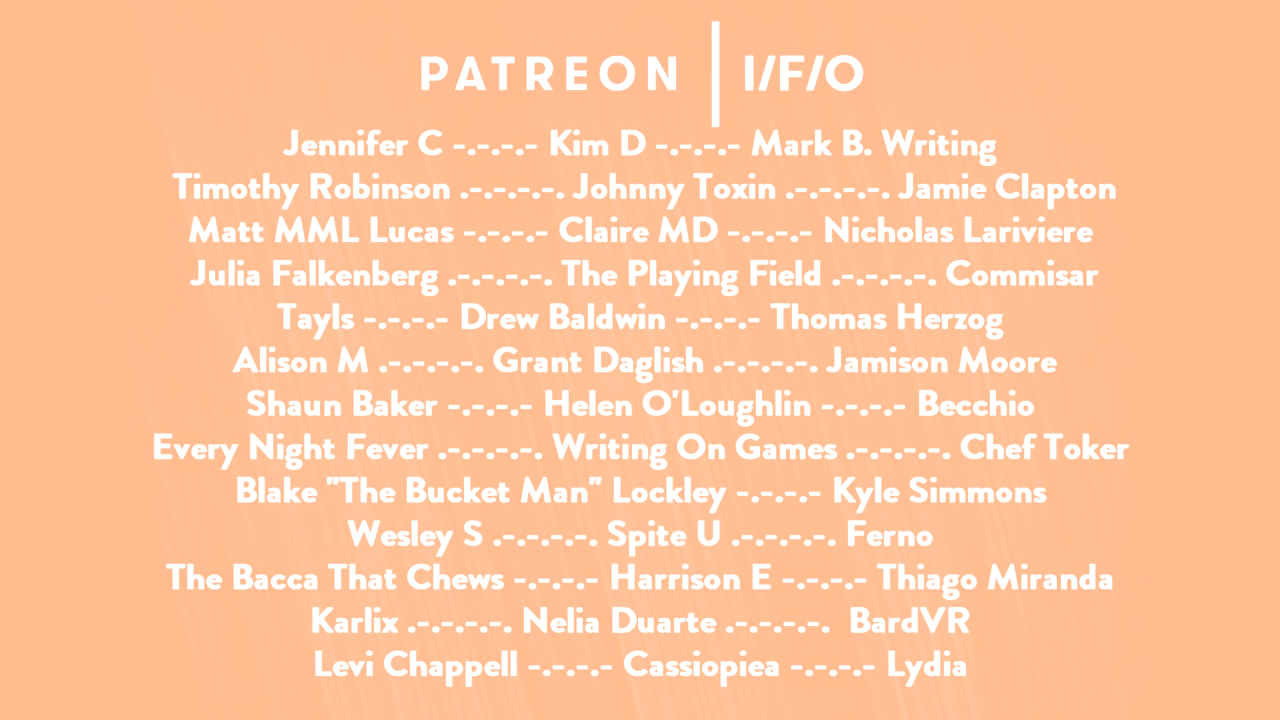 PATREON | I/F/O
Jennifer C -.-.-.- Kim D -.-.-.- Mark B. Writing
Timothy Robinson .-.-.-.-. Johnny Toxin .-.-.-.-. Jamie Clapton
Matt MML Lucas -.-.-.- Claire MD -.-.-.- Nicholas Lariviere
Julia Falkenberg .-.-.-.-. The Playing Field .-.-.-.-. Commisar
Tayls -.-.-.- Drew Baldwin -.-.-.- Thomas Herzog
Alison M .-.-.-.-. Grant Daglish .-.-.-.-. Jamison Moore
Shaun Baker -.-.-.- Helen O'Loughlin -.-.-.- Becchio
Every Night Fever .-.-.-.-. Writing On Games .-.-.-.-. Chef Toker
Blake "The Bucket Man" Lockley -.-.-.- Kyle Simmons
Wesley S .-.-.-.-. Spite U .-.-.-.-. Ferno
The Bacca That Chews -.-.-.- Harrison E -.-.-.- Thiago Miranda
Karlix .-.-.-.-. Nelia Duarte .-.-.-.-.  BardVR
Levi Chappell -.-.-.- Cassiopiea -.-.-.- Lydia